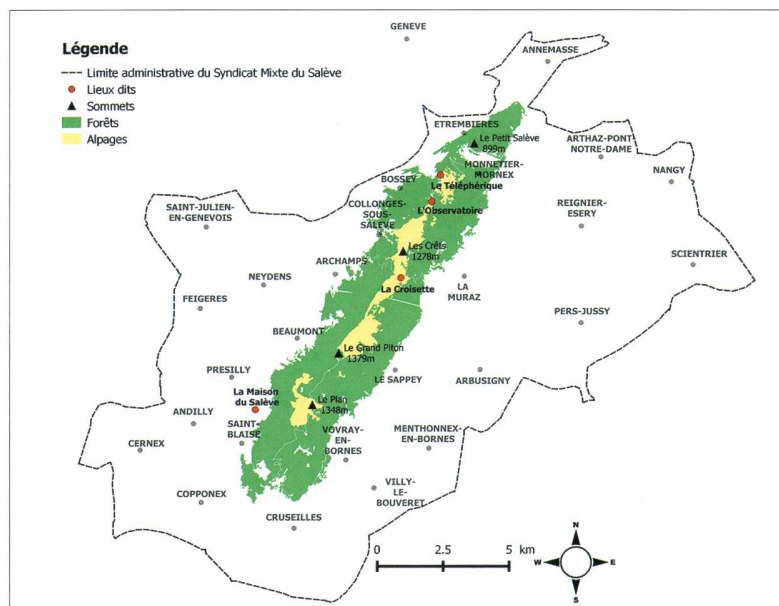 GENEVE
Légende
Limite administrative du Syndicat Mixte du Salève
Lieux dits
Sommets
Forêts
Alpages
ANNEMASSE
ETREMBIERES
Le Petit Salève
899m
ARTHAZ-PONT
NOTRE-DAME
MONNETIER-
MORNEX
NANGY
BOSSEY
Le Téléphérique
COLLONGES-
SOUS-
SALEVE
L'Observatoire
SAINT-JULIEN-
EN-GENEVOIS
REIGNIER-
ESERY
Les Crêts
1278m
ARCHAMPS
SCIENTRIER
NEYDENS
La Croisette
LA
MURAZ
FEIGERES
PERS-JUSSY
BEAUMONT
Le Grand Piton
1379m
PRESILLY
LE SAPPEY
ARBUSIGNY
La Maison
du Salève
Le Plan
1348m
ANDILLY
SAINT-
BLAISE
VOVRAY-
EN-
BORNES
MENTHONNEX-
EN-BORNES
CERNEX
COPPONEX
VILLY-
LE-
BOUVERET
CRUSEILLES
0 2.5 5 km
N
W E
S